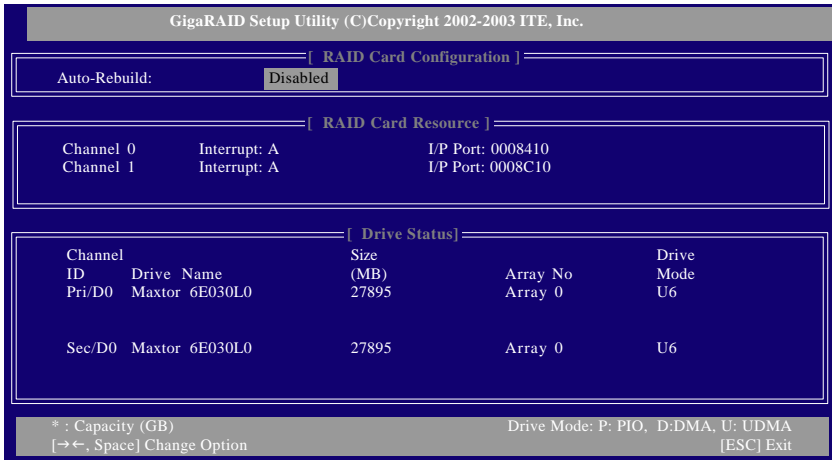 GigaRAID Setup Utility (C)Copyright 2002-2003 ITE, Inc.
[ RAID Card Configuration ]
Auto-Rebuild: Disabled
[ RAID Card Resource ]
Channel 0 Interrupt: A I/P Port: 0008410
Channel 1 Interrupt: A I/P Port: 0008C10
[ Drive Status]
Channel Size Drive
ID Drive Name (MB) Array No Mode
Pri/D0 Maxtor 6E030L0 27895 Array 0 U6
Sec/D0 Maxtor 6E030L0 27895 Array 0 U6
* : Capacity (GB) Drive Mode: P: PIO, D:DMA, U: UDMA
[→←, Space] Change Option [ESC] Exit